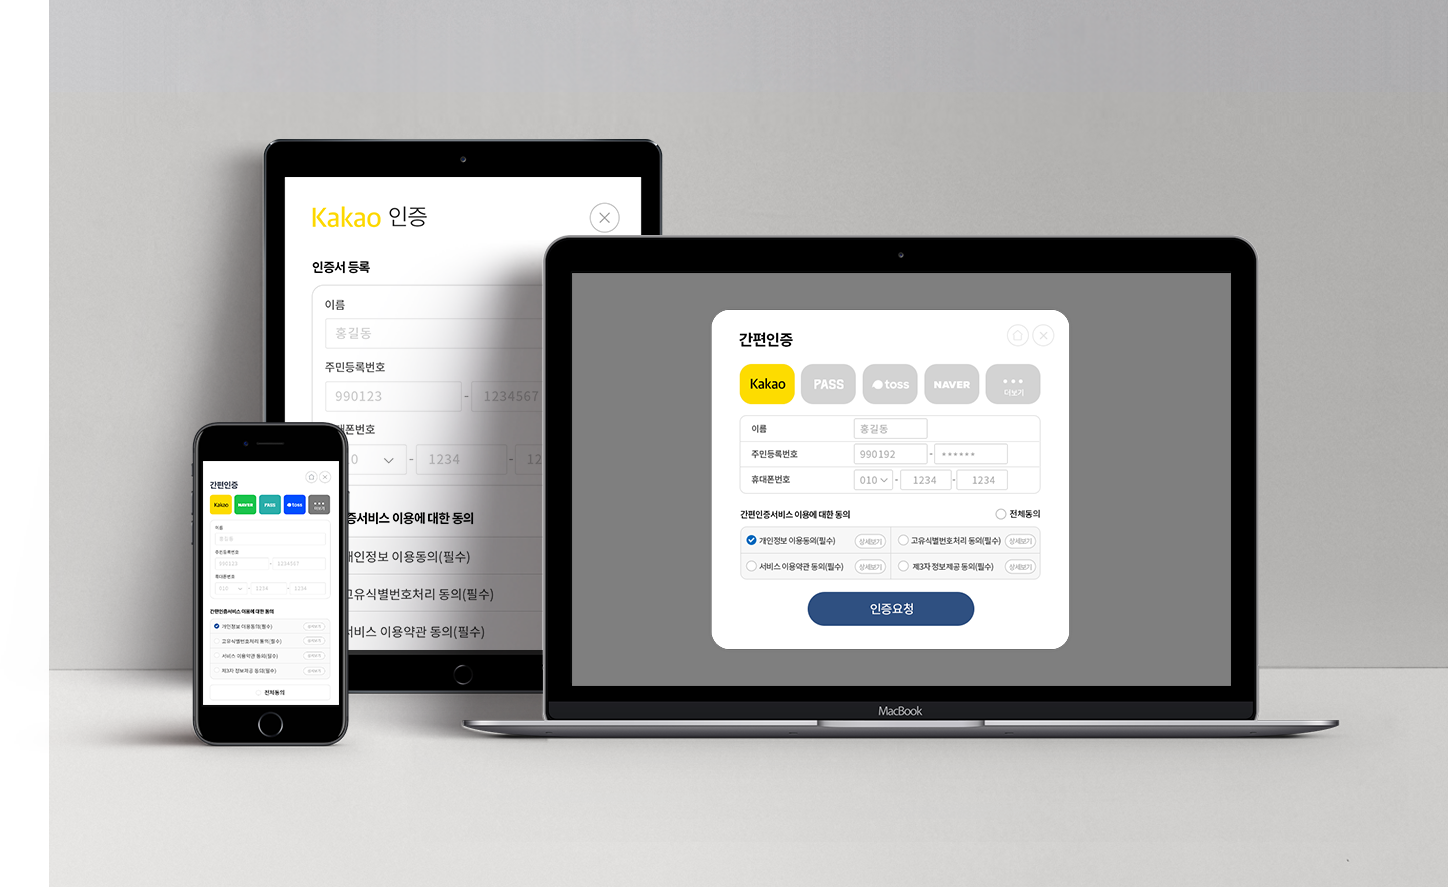 Kakao 인증
인증서 등록
이름
홍길동
주민등록번호
990123 - 1234567
대폰번호
0 - 1234 - 12
증서비스 이용에 대한 동의
개인정보 이용동의(필수)
고유식별번호처리 동의(필수)
서비스 이용약관 동의(필수)
간편인증
Kakao NAVER PASS toss 더보기
이름
홍길동
주민등록번호
990123 - 1234567
휴대폰번호
010 - 1234 - 1234
간편인증서비스 이용에 대한 동의
개인정보 이용동의(필수) 상세보기
고유식별번호처리 동의(필수) 상세보기
서비스 이용약관 동의(필수) 상세보기
제3자 정보제공 동의(필수) 상세보기
전체동의
간편인증
Kakao PASS toss NAVER 더보기
이름 홍길동
주민등록번호 990192 - ••••••
휴대폰번호 010 - 1234 - 1234
간편인증서비스 이용에 대한 동의 전체동의
개인정보 이용동의(필수) 상세보기 고유식별번호처리 동의(필수) 상세보기
서비스 이용약관 동의(필수) 상세보기 제3자 정보제공 동의(필수) 상세보기
인증요청
MacBook